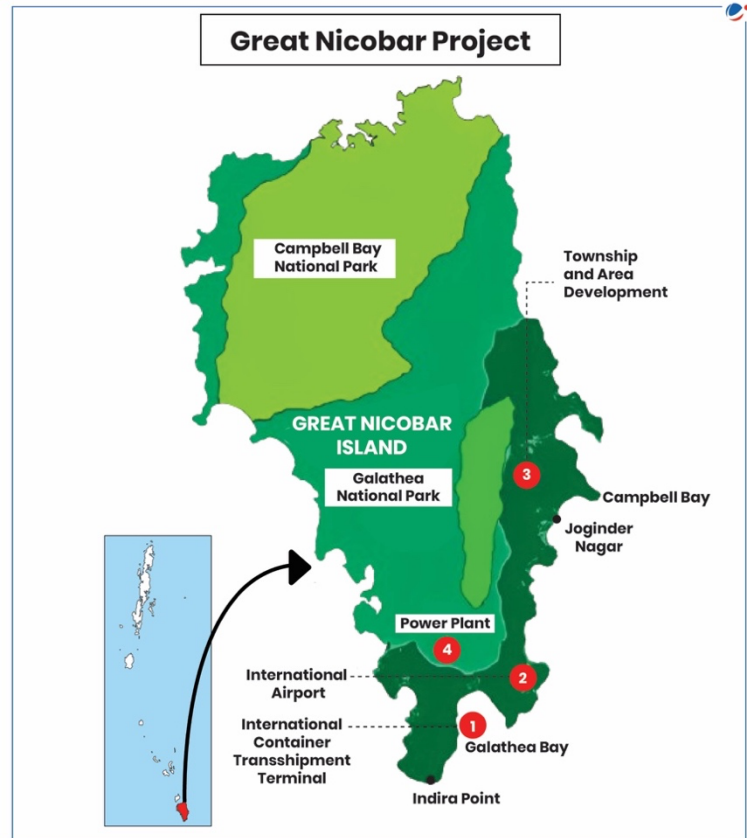 Great Nicobar Project
Campbell Bay
National Park
Township
and Area
Development
GREAT NICOBAR
ISLAND
Galathea
National Park
3
Campbell Bay
Joginder
Nagar
Power Plant
4
International
Airport
2
International
Container
Transshipment
Terminal
1
Galathea Bay
Indira Point